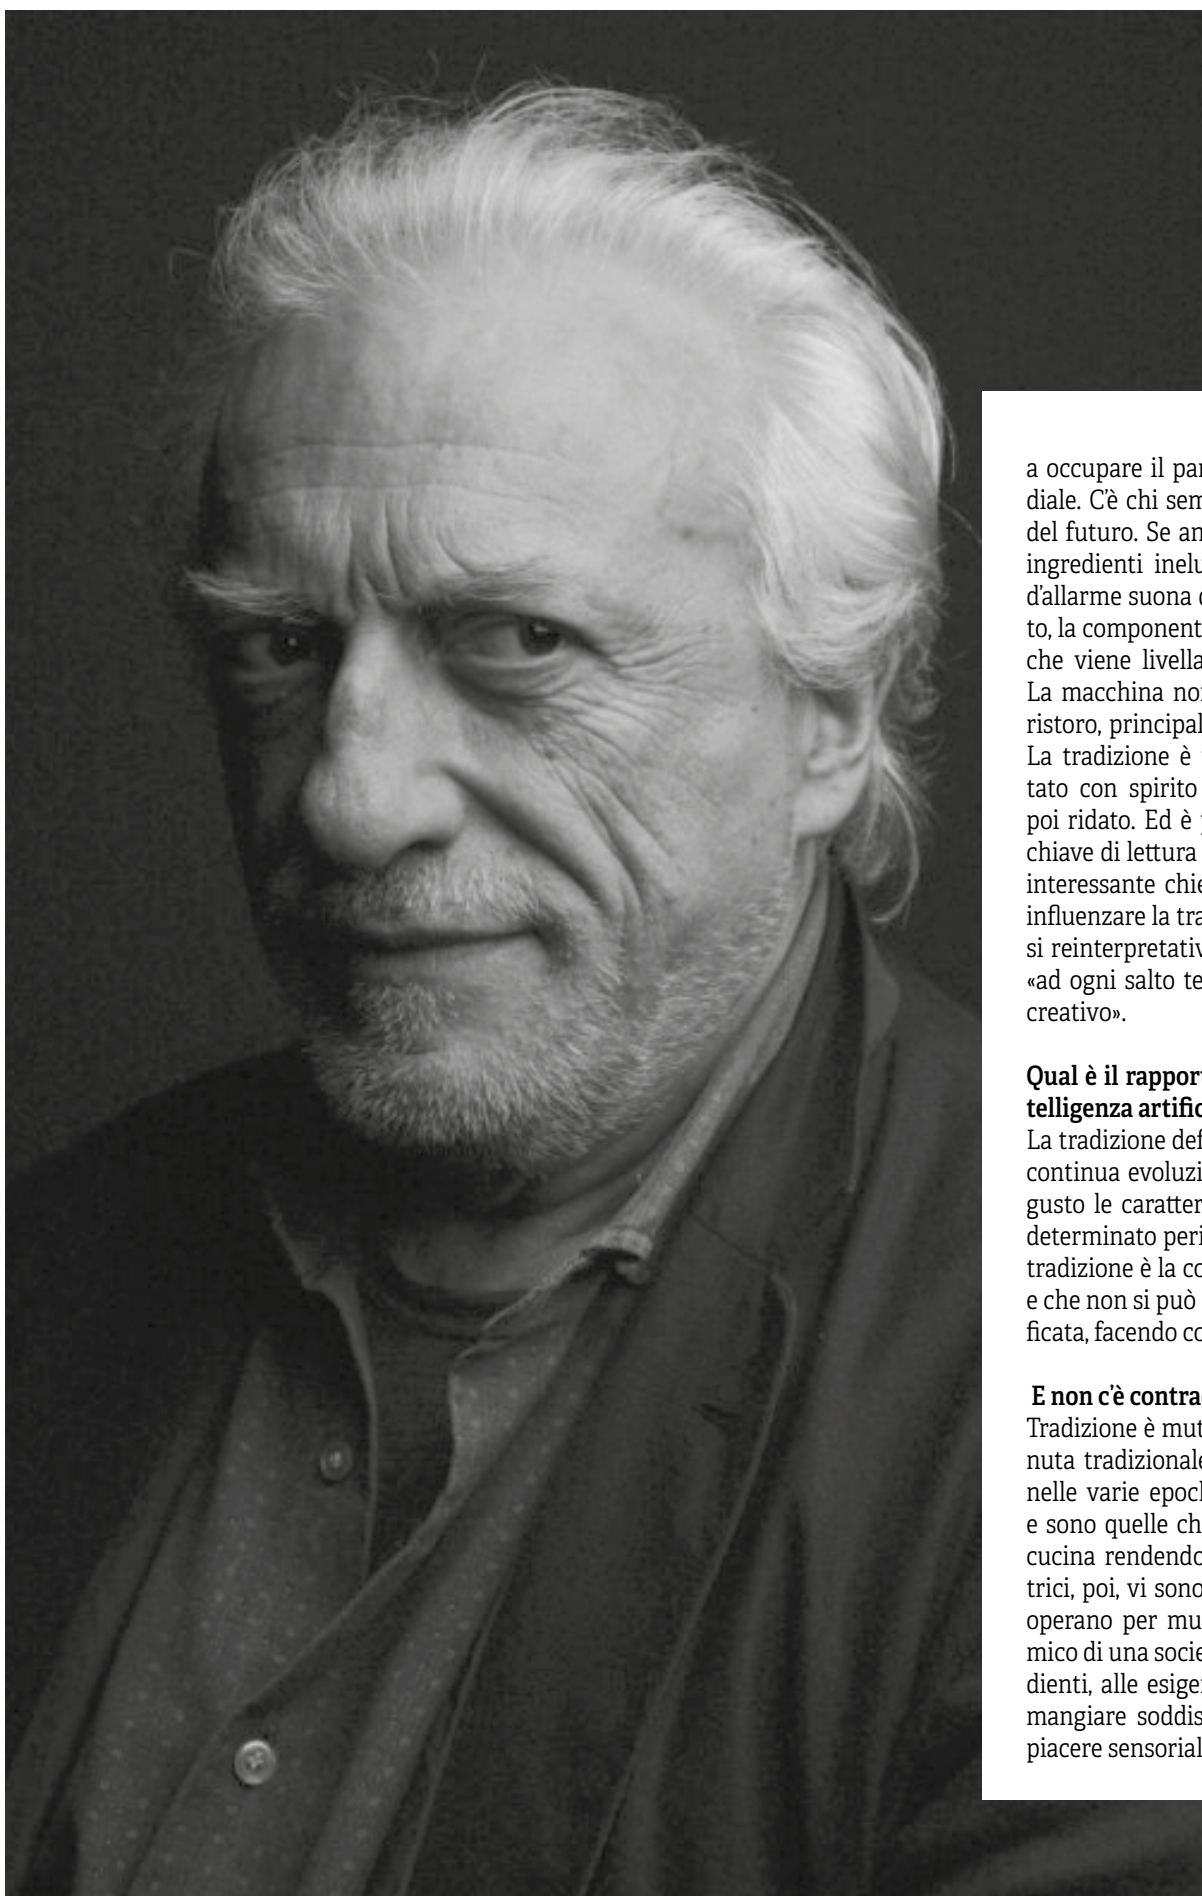 a occupare il par
diale. C'è chi sem
del futuro. Se an
ingredienti inelu
d'allarme suona
to, la component
che viene livella
La macchina no
ristoro, principal
La tradizione è
tato con spirito
poi ridato. Ed è
chiave di lettura
interessante chie
influenzare la tra
si reinterpretativ
«ad ogni salto te
creativo».
Qual è il rappor
telligenza artific
La tradizione def
continua evoluzi
gusto le caratter
determinato peri
tradizione è la co
e che non si può
ficata, facendo co
E non c'è contra
Tradizione è mut
nuta tradizionale
nelle varie epoc
e sono quelle ch
cucina rendendo
trici, poi, vi sono
operano per mu
mico di una socie
dienti, alle esige
mangiare soddis
piacere sensorial